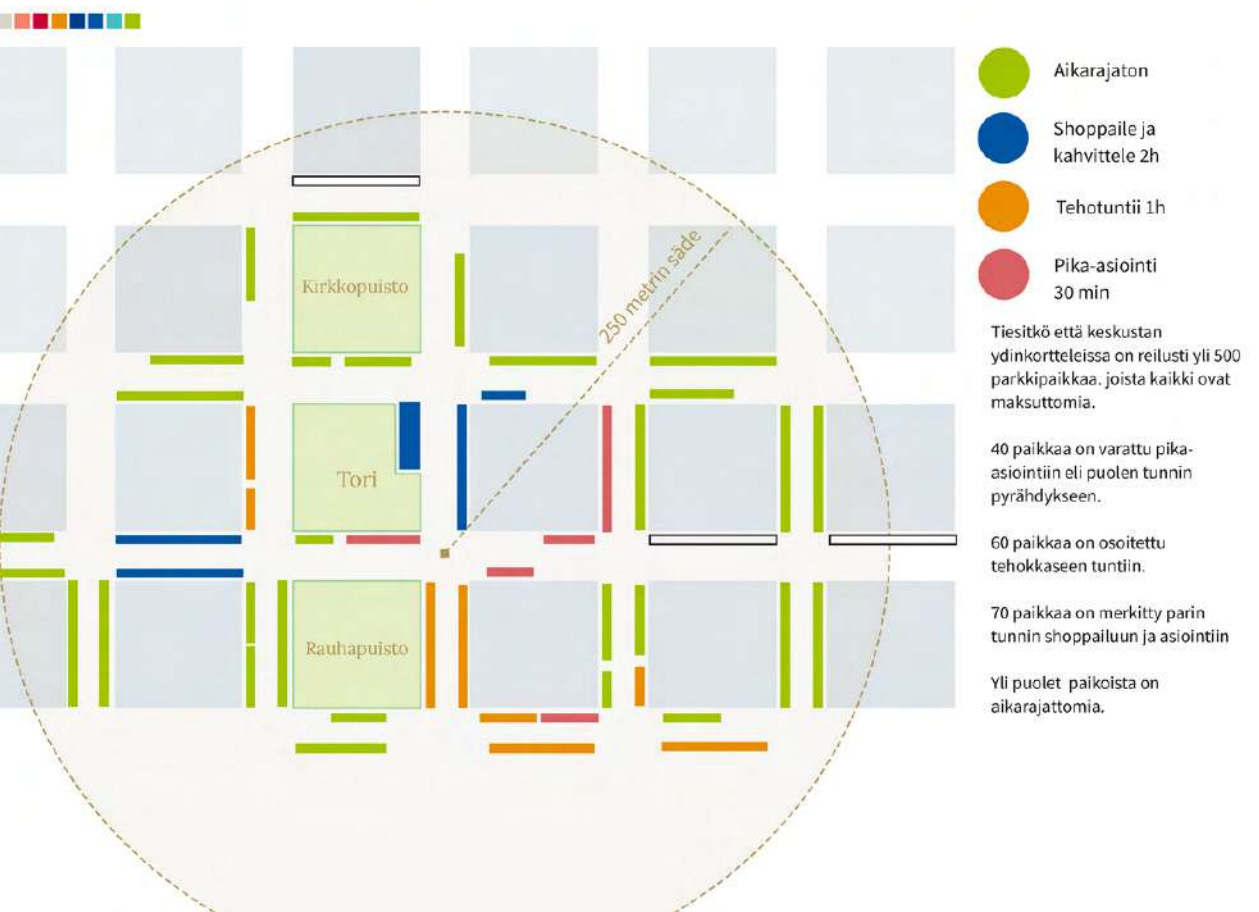 Aikarajaton
Shoppaile ja
kahvittele 2h
Tehotuntii 1h
Pika-asiointi
30 min
Kirkkopuisto
250 metrin säde
Tori
Rauhapuisto
Tiesitkö että keskustan
ydinkortteleissa on reilusti yli 500
parkkipaikkaa. joista kaikki ovat
maksuttomia.
40 paikkaa on varattu pika-
asiointiin eli puolen tunnin
pyrähdykseen.
60 paikkaa on osoitettu
tehokkaseen tuntiin.
70 paikkaa on merkitty parin
tunnin shoppailuun ja asiointiin
Yli puolet paikoista on
aikarajattomia.